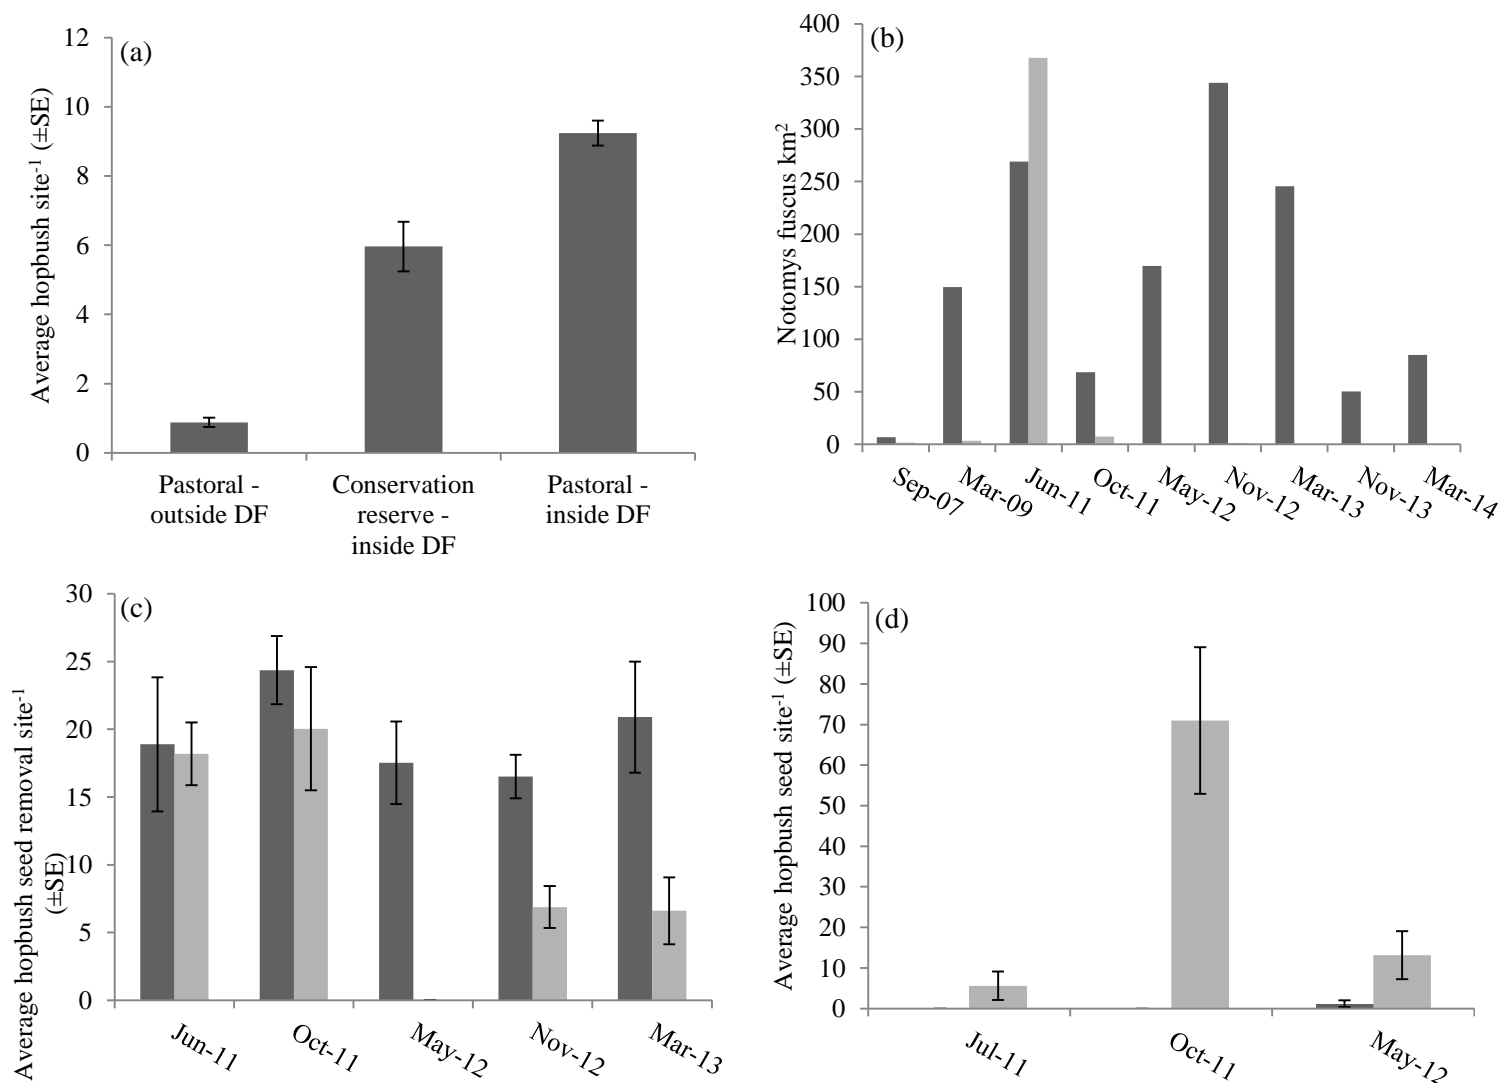 (a)
Average hopbush site⁻¹ (±SE)
12
10
8
6
4
2
0
Pastoral -
outside DF
Conservation
reserve -
inside DF
Pastoral -
inside DF
(b)
Notomys fuscus km²
400
350
300
250
200
150
100
50
0
Sep-07
Mar-09
Jun-11
Oct-11
May-12
Nov-12
Mar-13
Nov-13
Mar-14
(c)
Average hopbush seed removal site⁻¹
(±SE)
30
25
20
15
10
5
0
Jun-11
Oct-11
May-12
Nov-12
Mar-13
(d)
Average hopbush seed site⁻¹ (±SE)
100
90
80
70
60
50
40
30
20
10
0
Jul-11
Oct-11
May-12